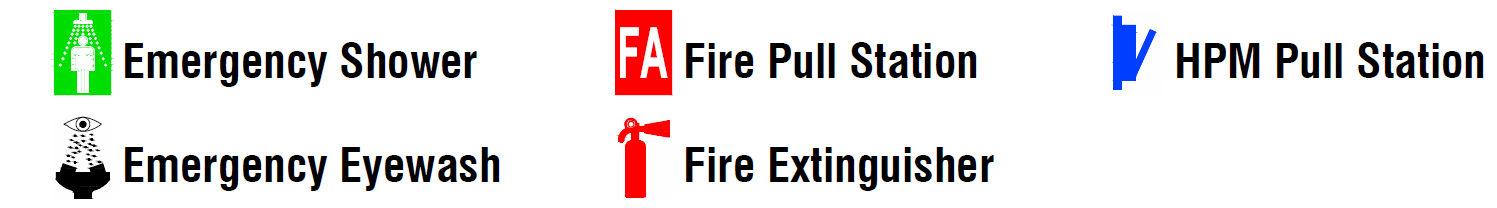 Emergency Shower
FA Fire Pull Station
HPM Pull Station
Emergency Eyewash
Fire Extinguisher